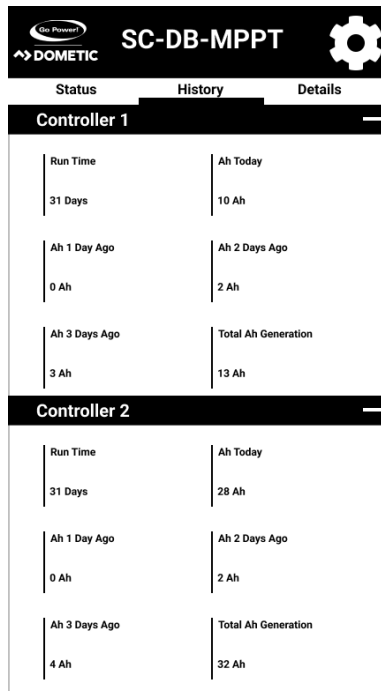 Go Power!
DOMETIC
SC-DB-MPPT
Status History Details
Controller 1
Run Time Ah Today
31 Days 10 Ah
Ah 1 Day Ago Ah 2 Days Ago
0 Ah 2 Ah
Ah 3 Days Ago Total Ah Generation
3 Ah 13 Ah
Controller 2
Run Time Ah Today
31 Days 28 Ah
Ah 1 Day Ago Ah 2 Days Ago
0 Ah 2 Ah
Ah 3 Days Ago Total Ah Generation
4 Ah 32 Ah